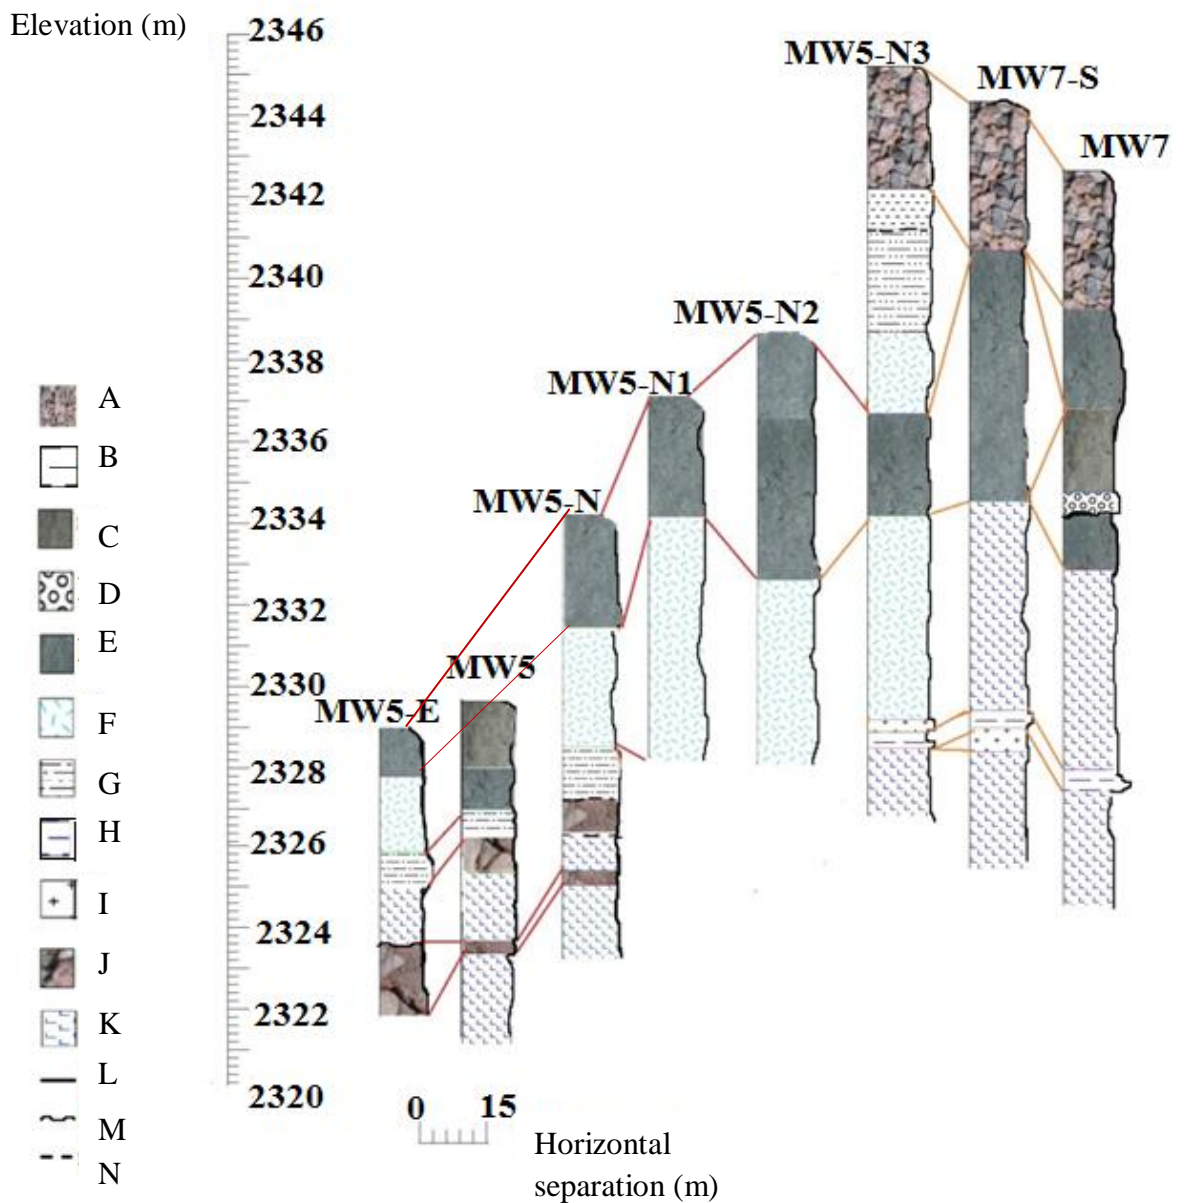 Elevation (m)
2346
2344
2342
2340
2338
2336
2334
2332
2330
2328
2326
2324
2322
2320
MW5-E
MW5
MW5-N
MW5-N1
MW5-N2
MW5-N3
MW7-S
MW7
A
B
C
D
E
F
G
H
I
J
K
L
M
N
0 15
Horizontal
separation (m)